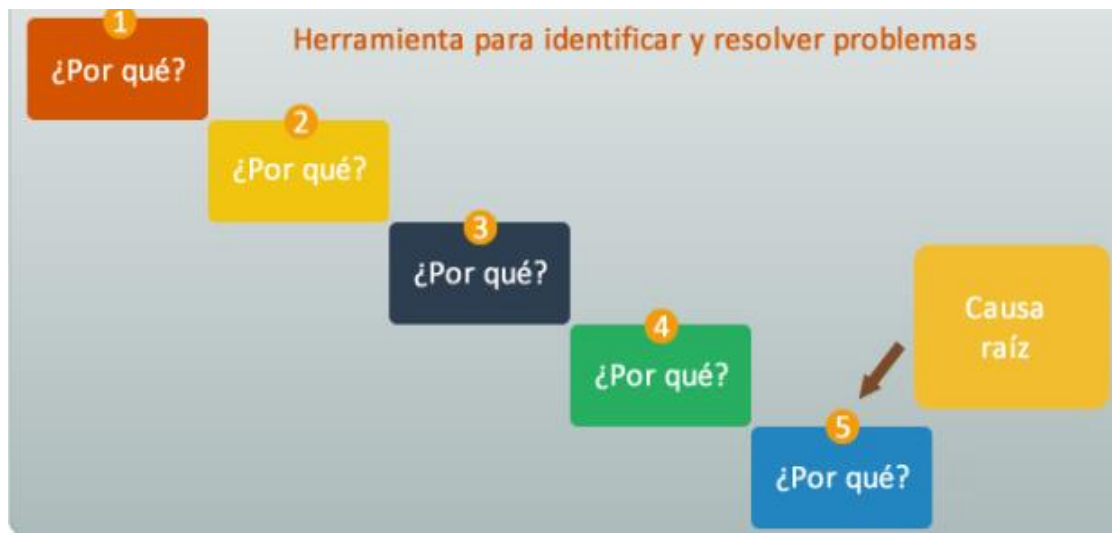 Herramienta para identificar y resolver problemas
1
¿Por qué?
2
¿Por qué?
3
¿Por qué?
4
¿Por qué?
Causa
raíz
5
¿Por qué?